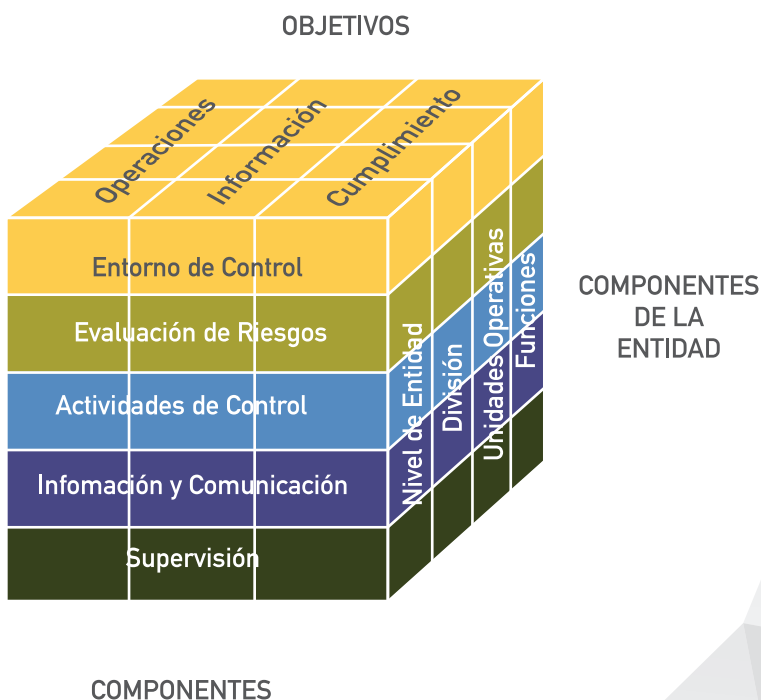 OBJETIVOS
Operaciones
Información
Cumplimiento
Entorno de Control
Evaluación de Riesgos
Actividades de Control
Infomación y Comunicación
Supervisión
Nivel de Entidad
División
Unidades Operativas
Funciones
COMPONENTES
DE LA
ENTIDAD
COMPONENTES